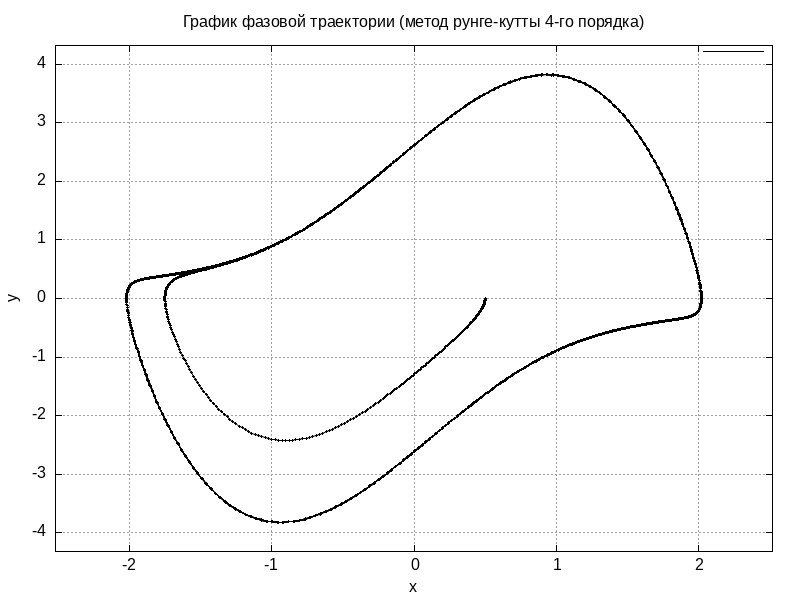 График фазовой траектории (метод рунге-кутты 4-го порядка)
4
3
2
1
0
-1
-2
-3
-4
y
-2 -1 0 1 2
x